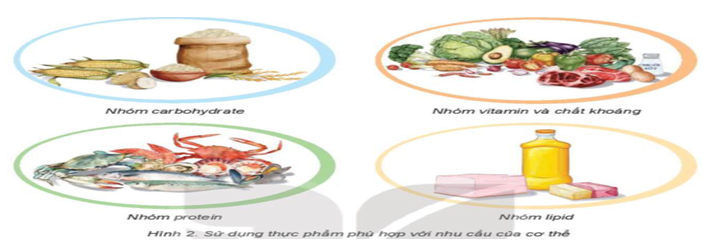 Nhóm carbohydrate
Nhóm vitamin và chất khoáng
Nhóm protein
Nhóm lipid
Hình 2. Sử dụng thực phẩm phù hợp với nhu cầu của cơ thể